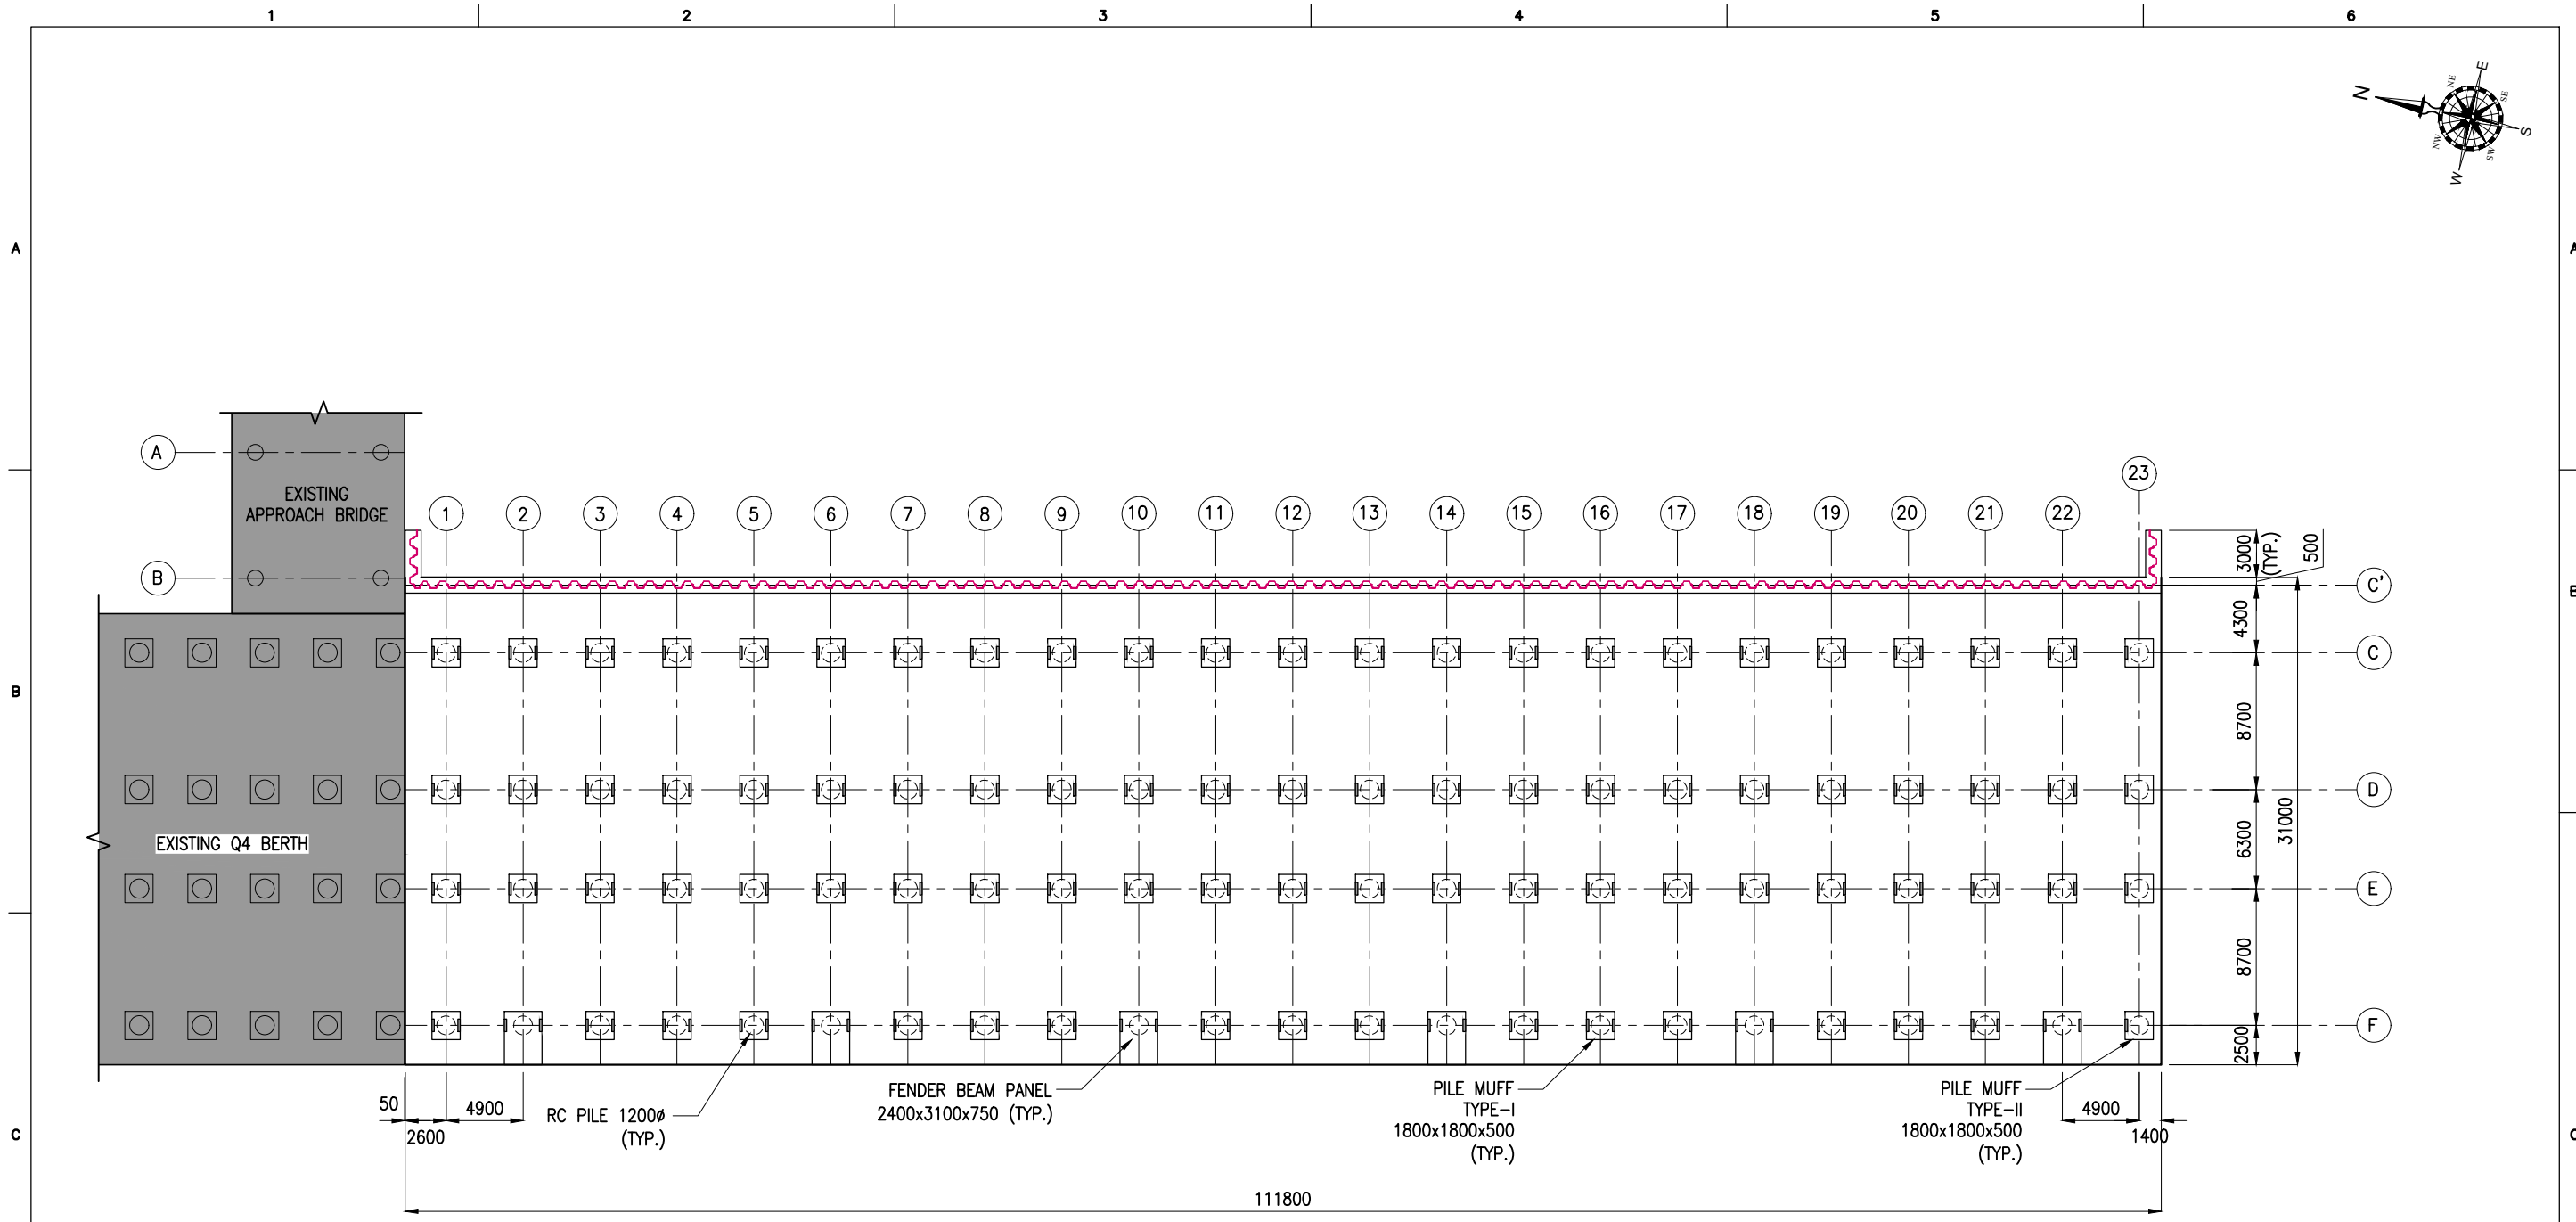 1 2 3 4 5 6
N NE E SE S SW W NW
A A
EXISTING
APPROACH BRIDGE
A
B
1 2 3 4 5 6 7 8 9 10 11 12 13 14 15 16 17 18 19 20 21 22 23
3000
(TYP.)
500
C'
4300
C
8700
D
6300
31000
E
8700
F
2500
B
EXISTING Q4 BERTH
50
2600
4900
RC PILE 1200ø
(TYP.)
FENDER BEAM PANEL
2400x3100x750 (TYP.)
PILE MUFF
TYPE-I
1800x1800x500
(TYP.)
PILE MUFF
TYPE-II
1800x1800x500
(TYP.)
4900
1400
C
111800